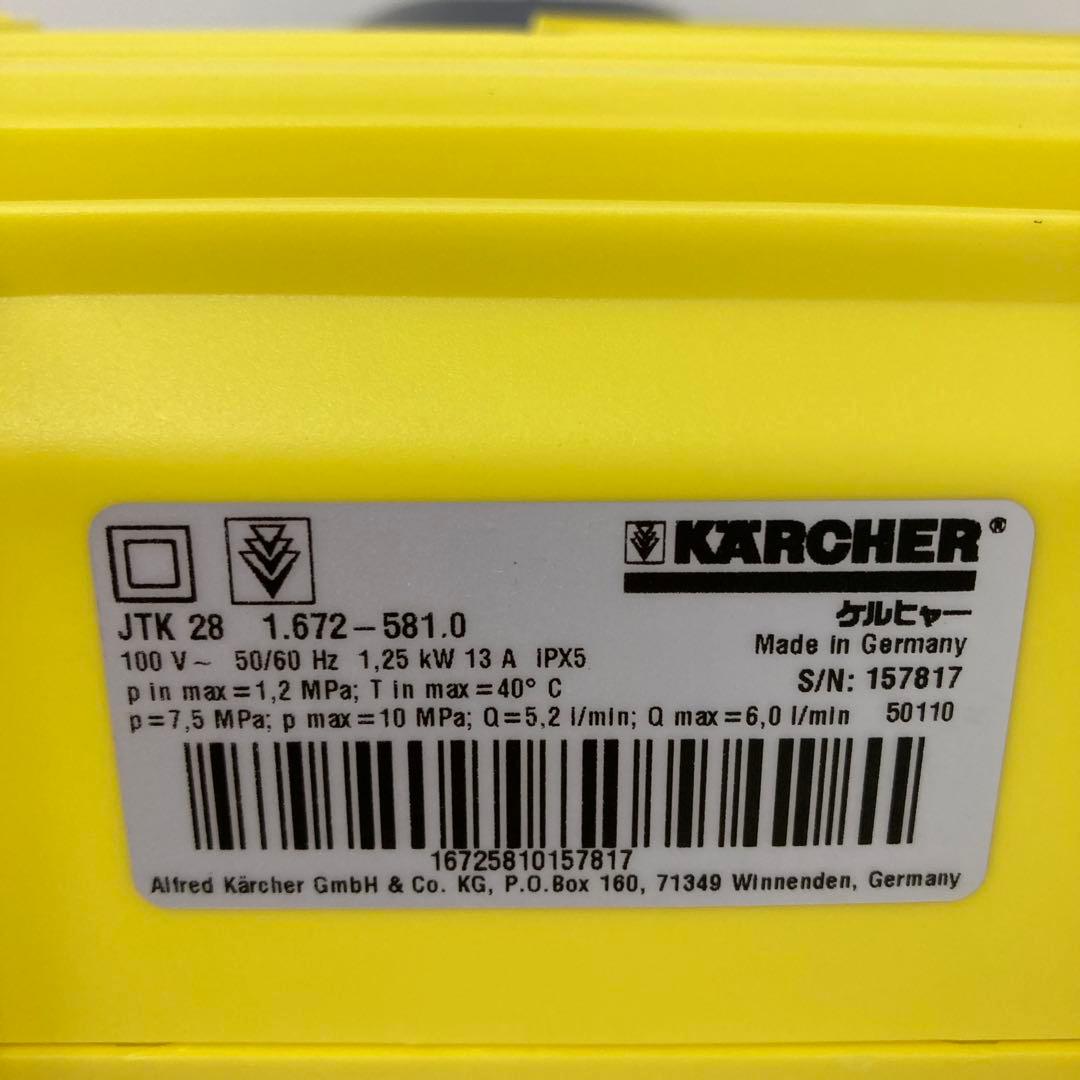 KÄRCHER®
ケルヒャー
JTK 28 1.672-581.0
Made in Germany
100 V~ 50/60 Hz 1,25 kW 13 A IPX5
S/N: 157817
p in max=1,2 MPa; T in max=40° C
p=7,5 MPa; p max=10 MPa; Q=5,2 l/min; Q max=6,0 l/min 50110
16725810157817
Alfred Kärcher GmbH & Co. KG, P.O.Box 160, 71349 Winnenden, Germany